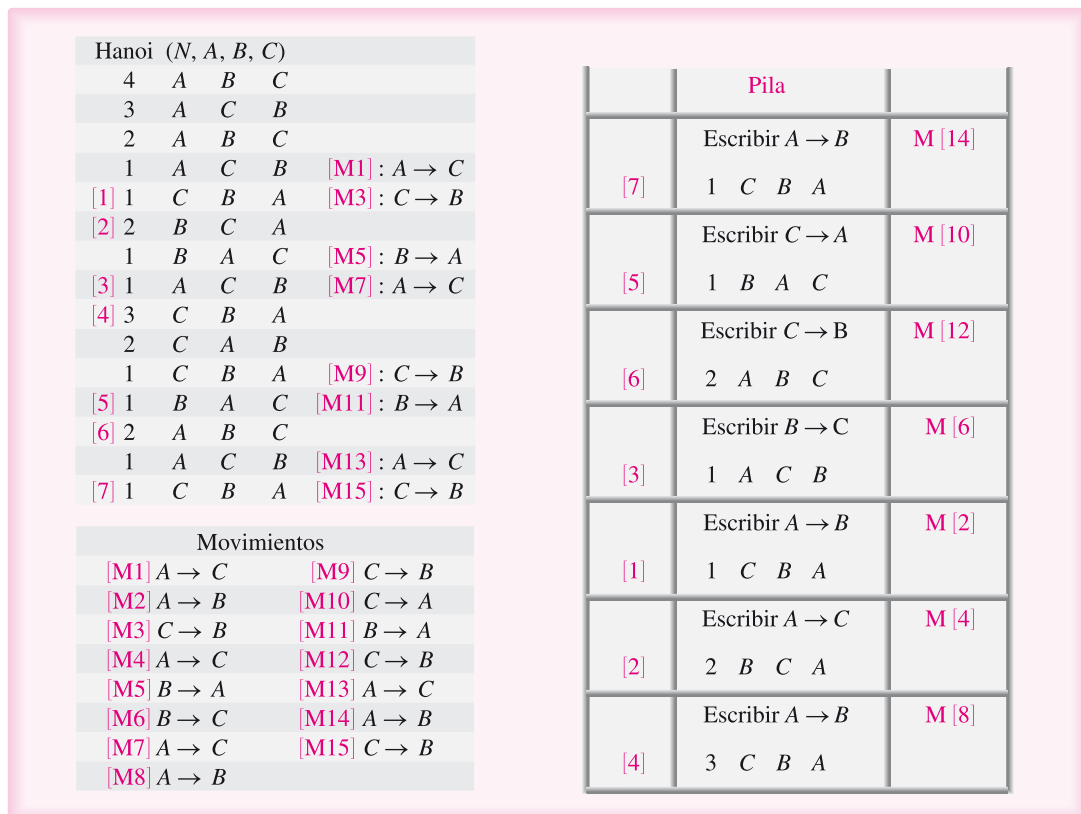 Hanoi (N, A, B, C)
4 A B C
3 A C B
2 A B C
1 A C B [M1] : A → C
[1] 1 C B A [M3] : C → B
[2] 2 B C A
1 B A C [M5] : B → A
[3] 1 A C B [M7] : A → C
[4] 3 C B A
2 C A B
1 C B A [M9] : C → B
[5] 1 B A C [M11] : B → A
[6] 2 A B C
1 A C B [M13] : A → C
[7] 1 C B A [M15] : C → B
Movimientos
[M1] A → C [M9] C → B
[M2] A → B [M10] C → A
[M3] C → B [M11] B → A
[M4] A → C [M12] C → B
[M5] B → A [M13] A → C
[M6] B → C [M14] A → B
[M7] A → C [M15] C → B
[M8] A → B
Pila
Escribir A → B M [14]
[7] 1 C B A
Escribir C → A M [10]
[5] 1 B A C
Escribir C → B M [12]
[6] 2 A B C
Escribir B → C M [6]
[3] 1 A C B
Escribir A → B M [2]
[1] 1 C B A
Escribir A → C M [4]
[2] 2 B C A
Escribir A → B M [8]
[4] 3 C B A